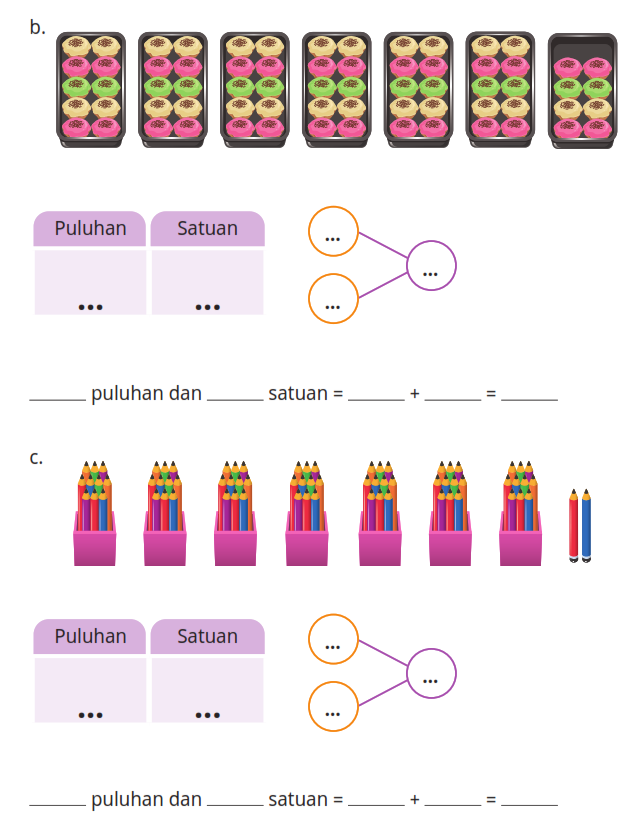 b.
Puluhan Satuan
... ...
...
...
...
______ puluhan dan ______ satuan = ______ + ______ = ______
c.
Puluhan Satuan
... ...
...
...
...
______ puluhan dan ______ satuan = ______ + ______ = ______